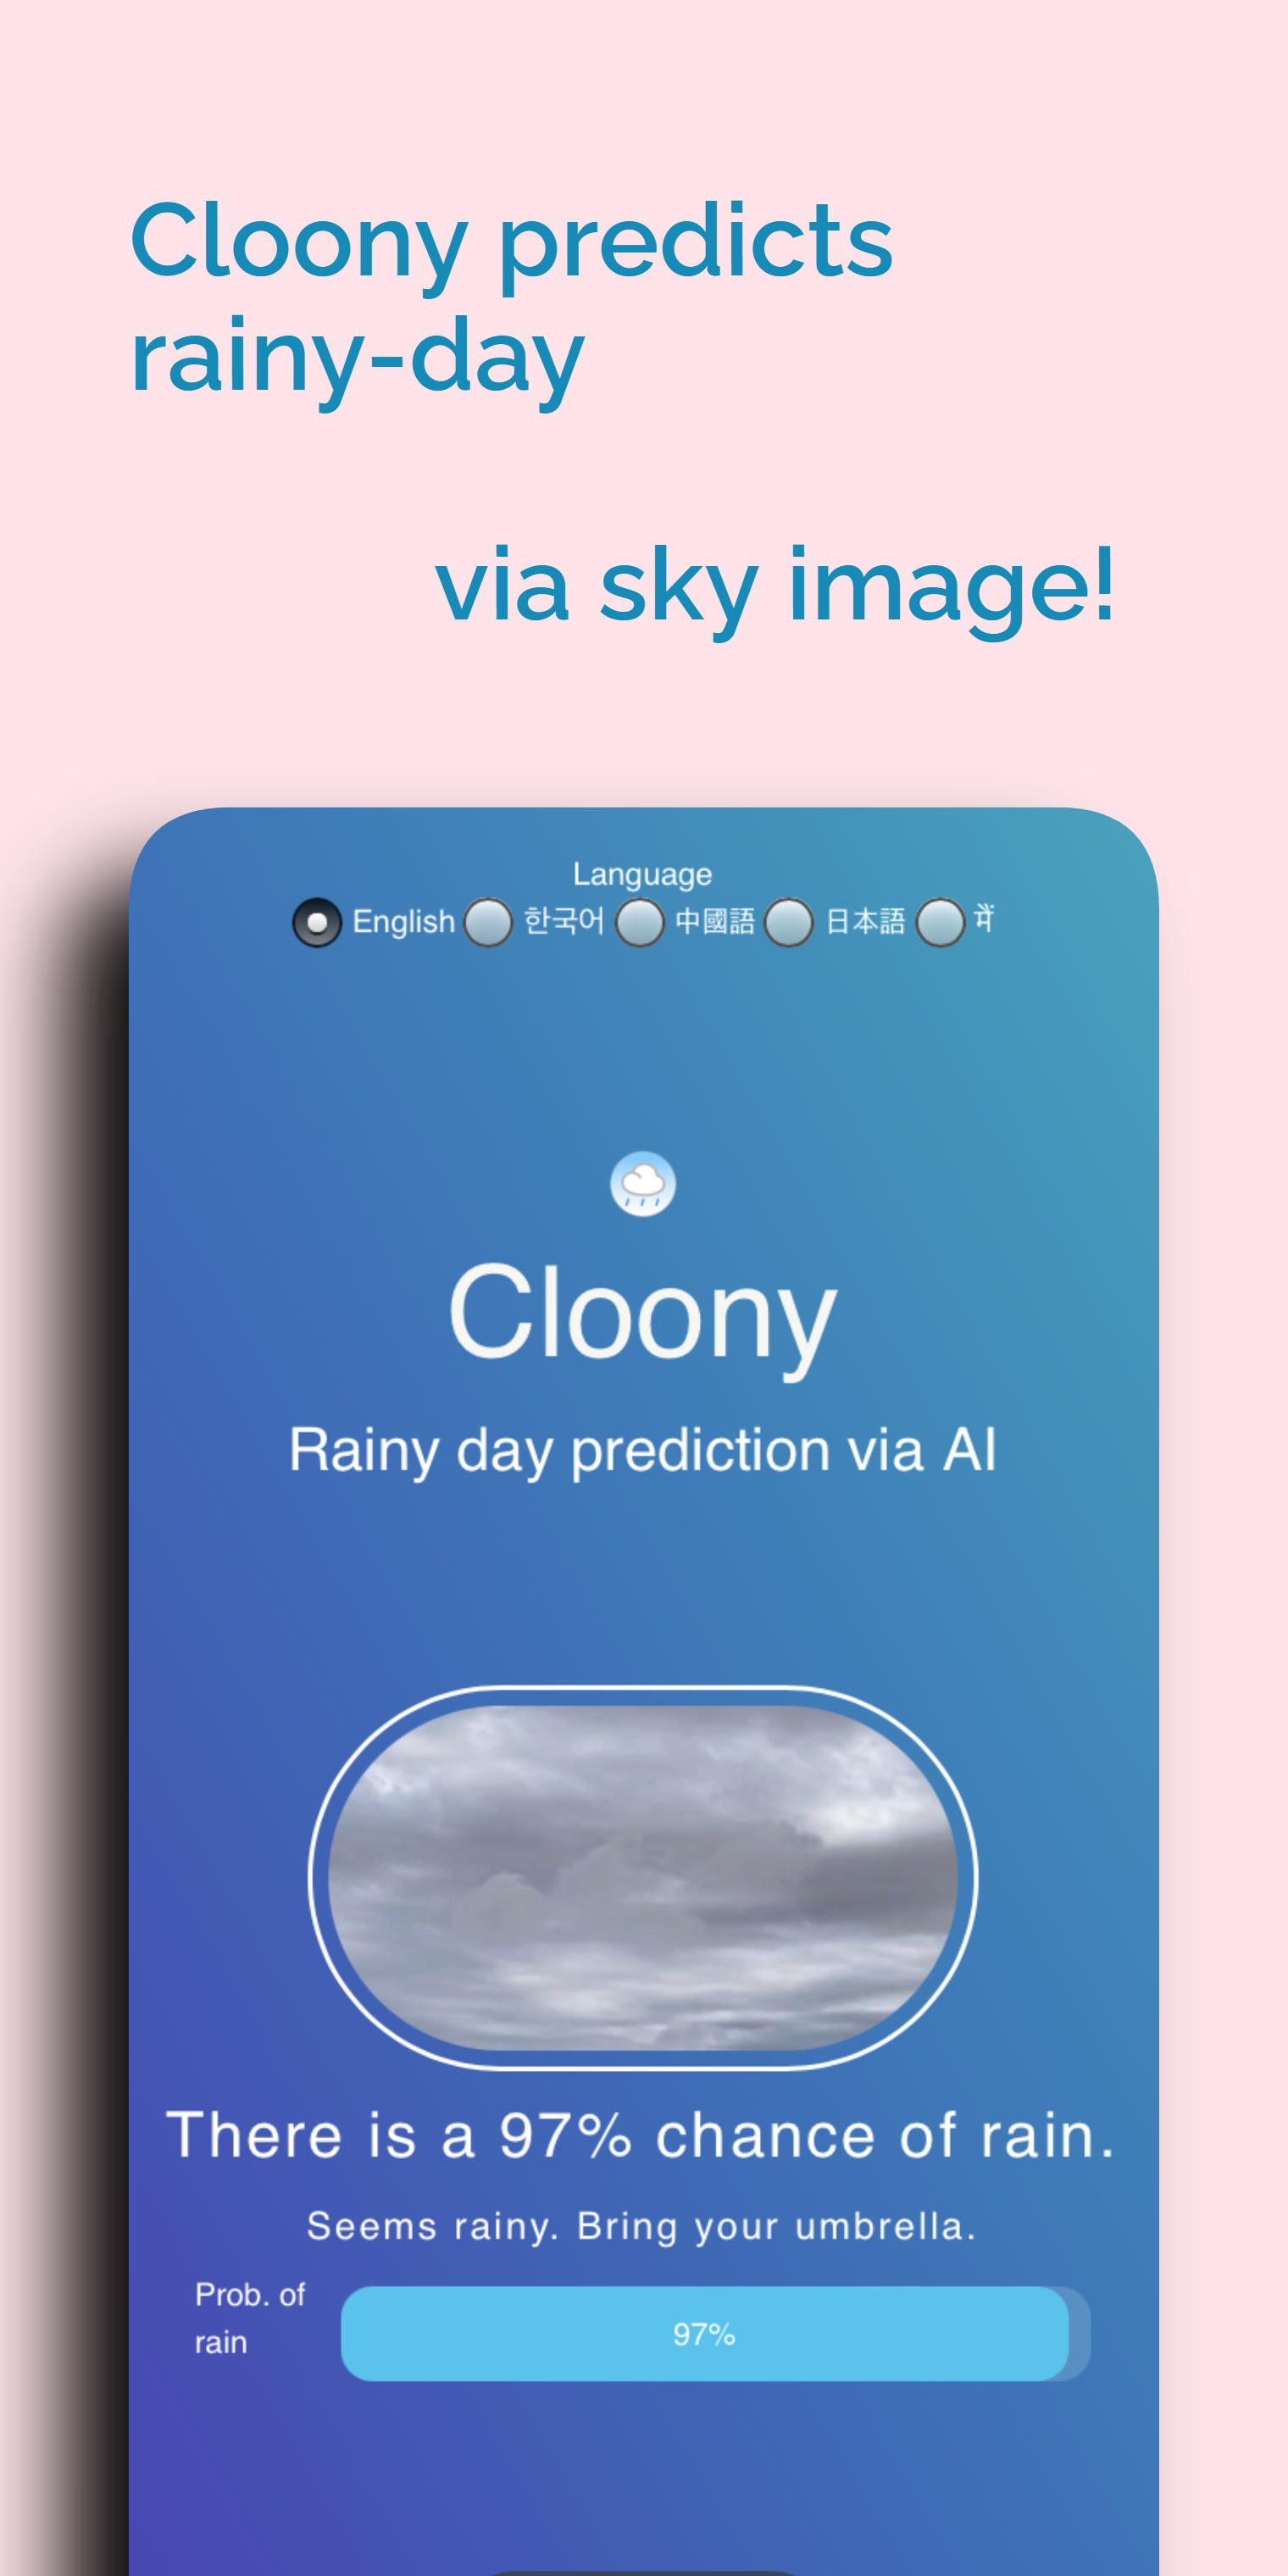 Cloony predicts
rainy-day
via sky image!
Language
English 한국어 中國語 日本語
Cloony
Rainy day prediction via AI
There is a 97% chance of rain.
Seems rainy. Bring your umbrella.
Prob. of
rain
97%